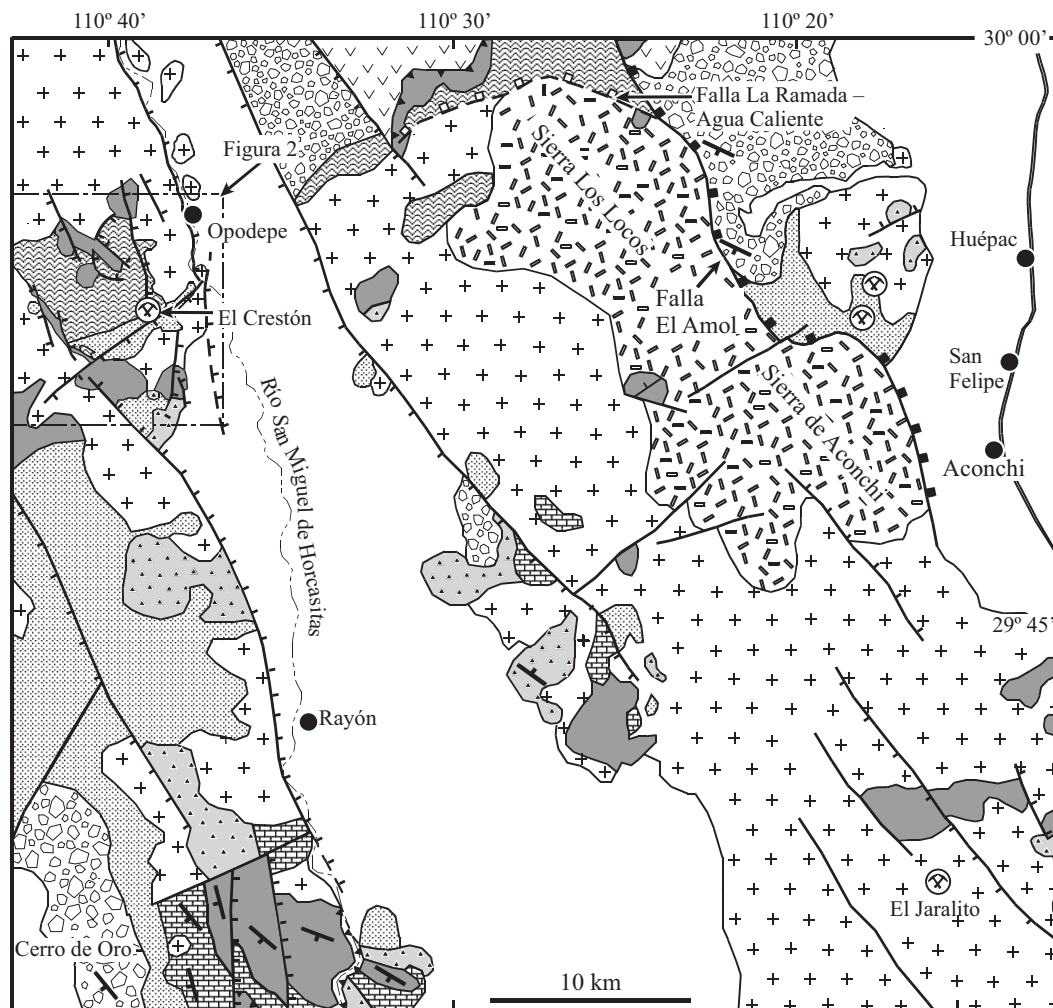 110º 40’
110º 30’
110º 20’
30º 00’
Falla La Ramada –
Agua Caliente
Sierra Los Locos
Figura 2
Opodepe
Huépac
El Crestón
Falla
El Amol
San
Felipe
Río San Miguel de Horcasitas
Sierra de Aconchi
Aconchi
29º 45’
Rayón
El Jaralito
Cerro de Oro
10 km